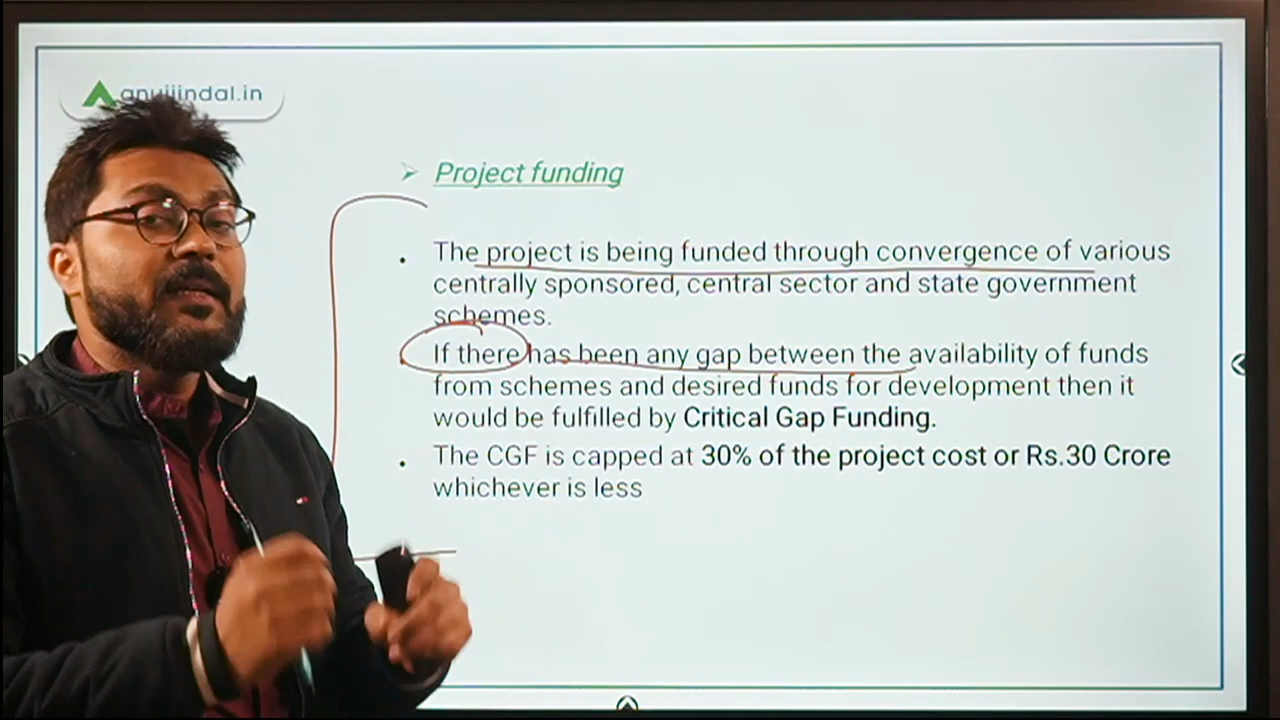 anujjindal.in
Project funding
The project is being funded through convergence of various
centrally sponsored, central sector and state government
schemes.
If there has been any gap between the availability of funds
from schemes and desired funds for development then it
would be fulfilled by Critical Gap Funding.
The CGF is capped at 30% of the project cost or Rs.30 Crore
whichever is less